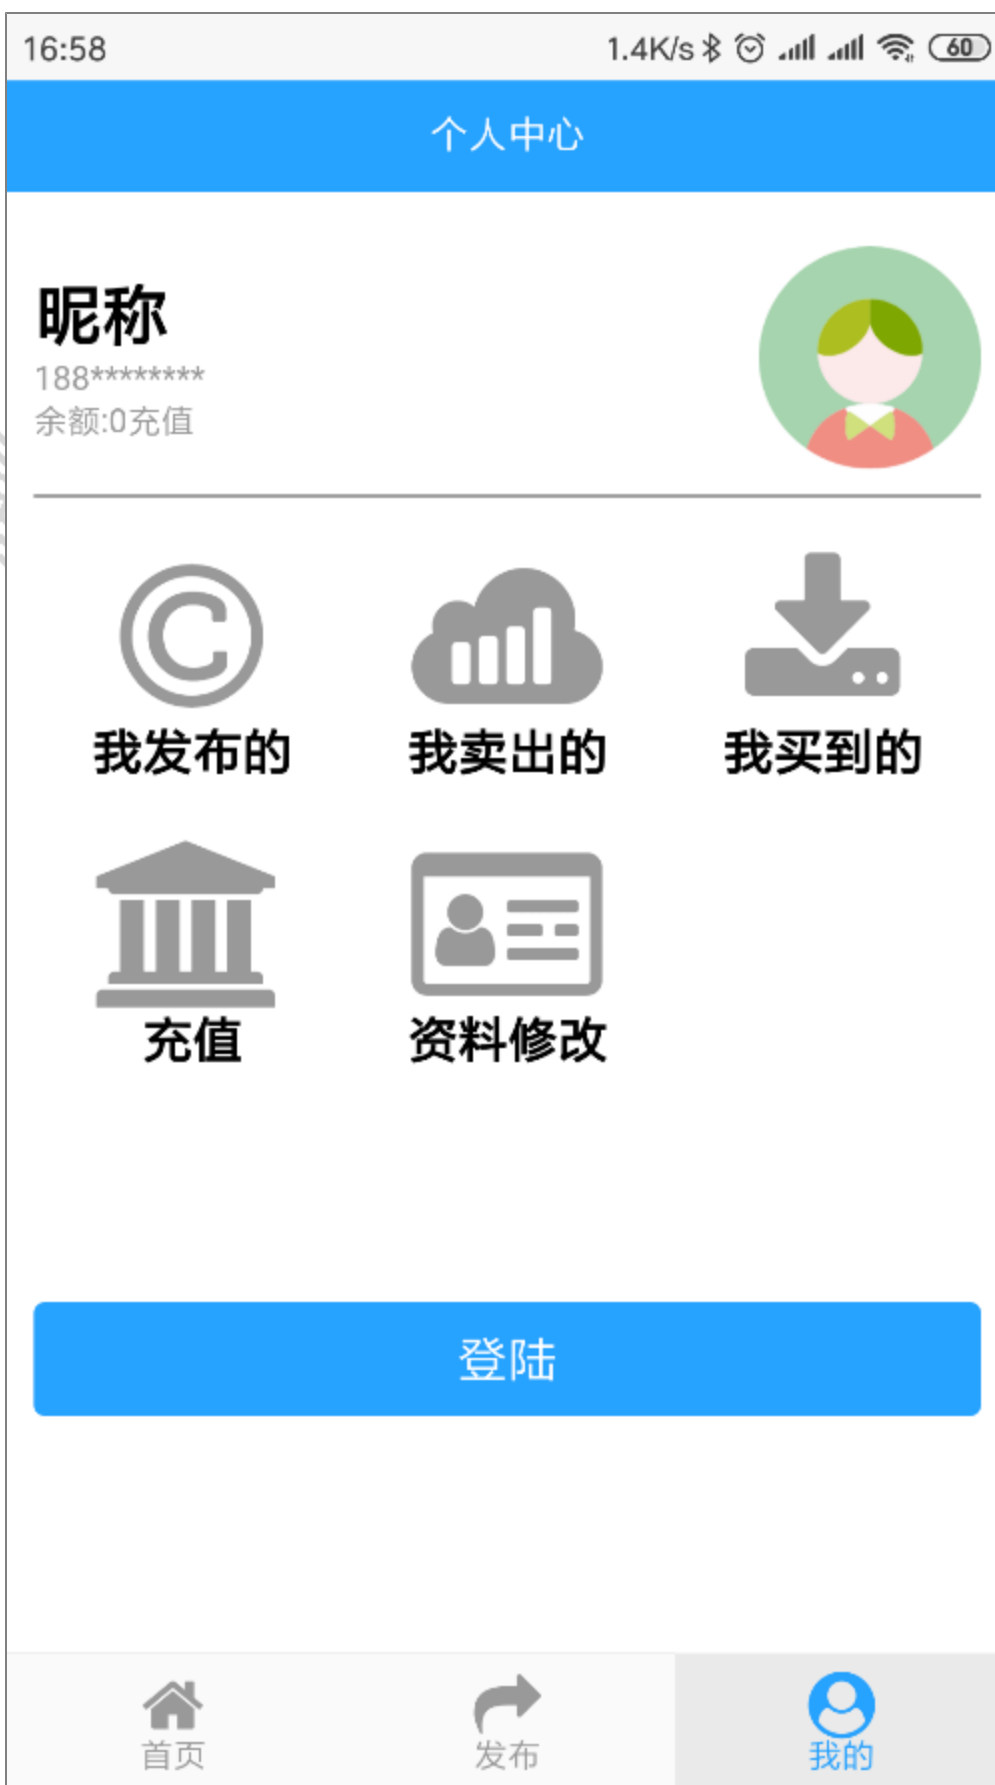 16:58 1.4K/s 60
个人中心
昵称
188********
余额:0充值
我发布的 我卖出的 我买到的
充值 资料修改
登陆
首页 发布 我的